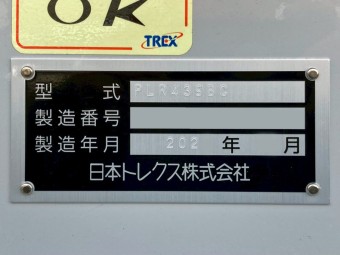 OK
TREX
型式 PLR439BC
製造番号
製造年月 202 年 月
日本トレクス株式会社